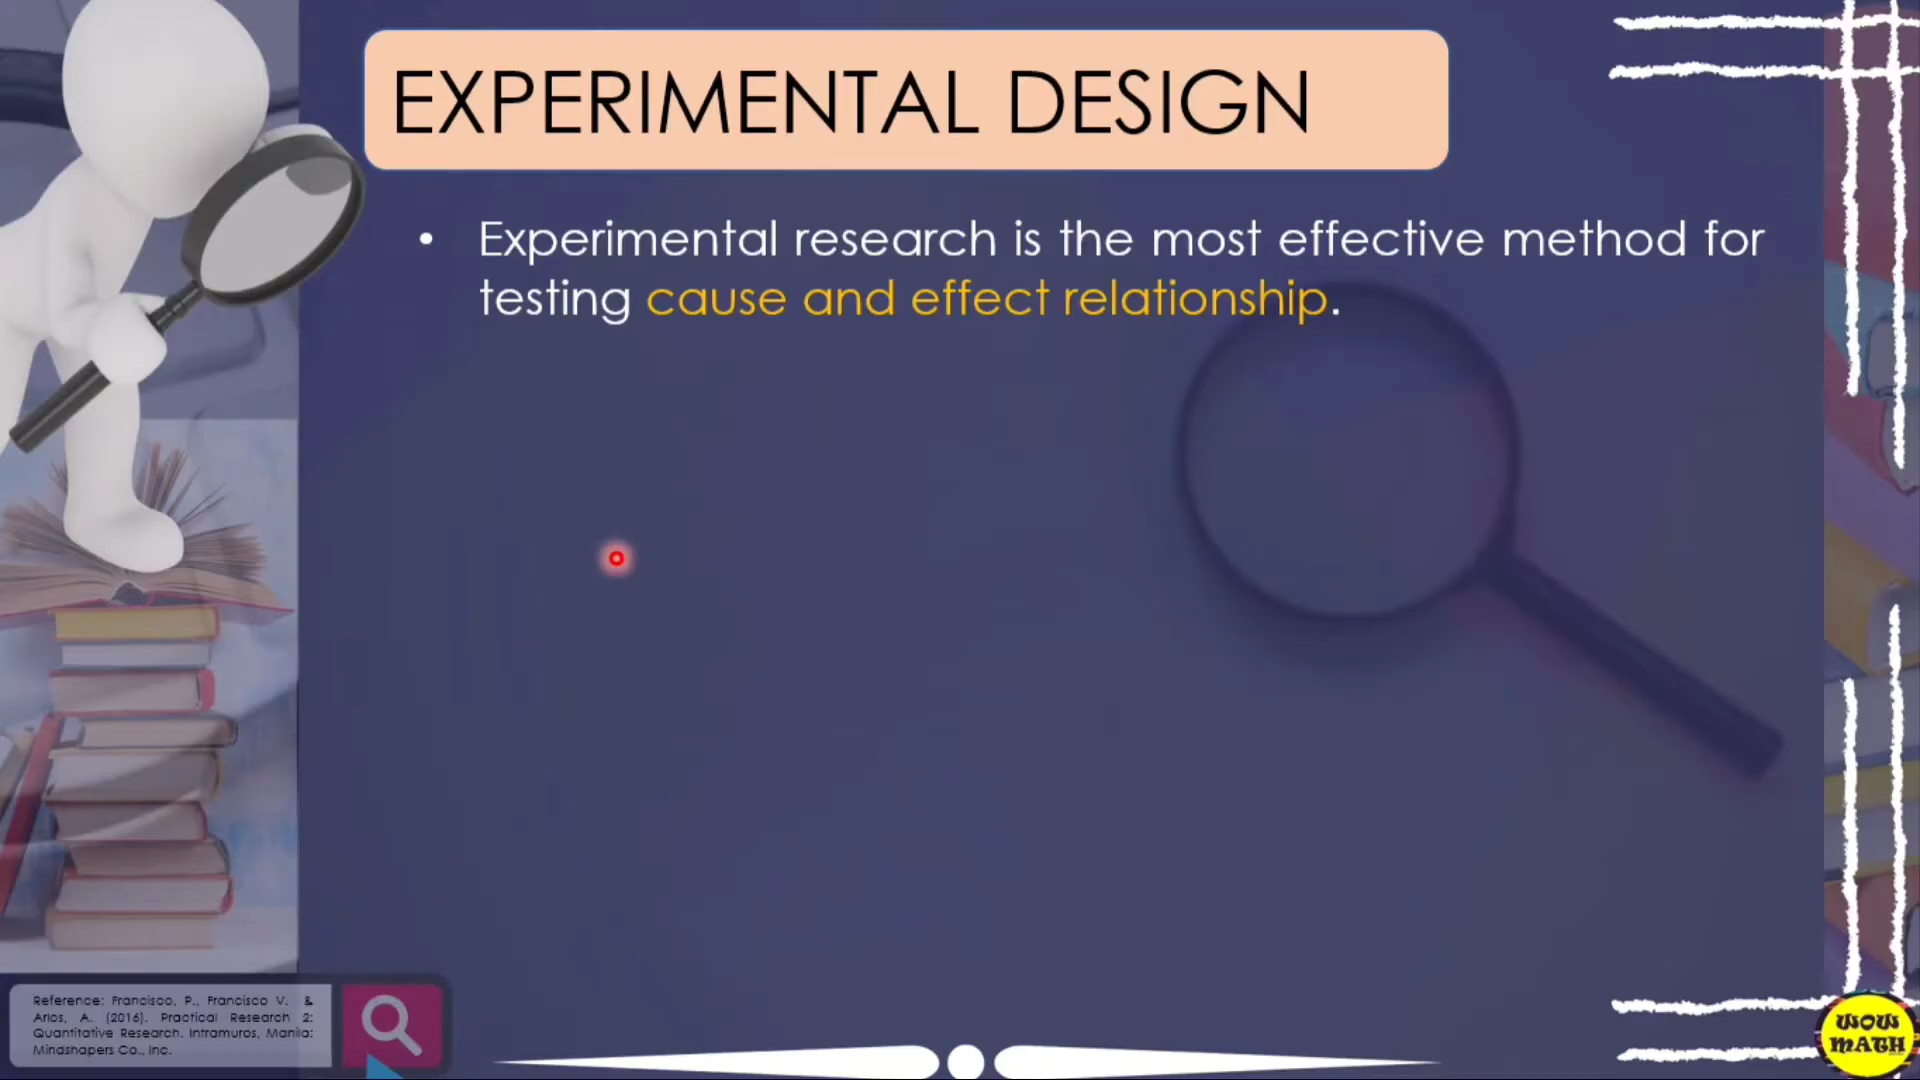 EXPERIMENTAL DESIGN
• Experimental research is the most effective method for
testing cause and effect relationship.
Reference: Francisco, P., Francisco V. &
Arlos, A. (2016). Practical Research 2:
Quantitative Research. Intramuros, Manila:
Mindshapers Co., Inc.
WOW
MATH